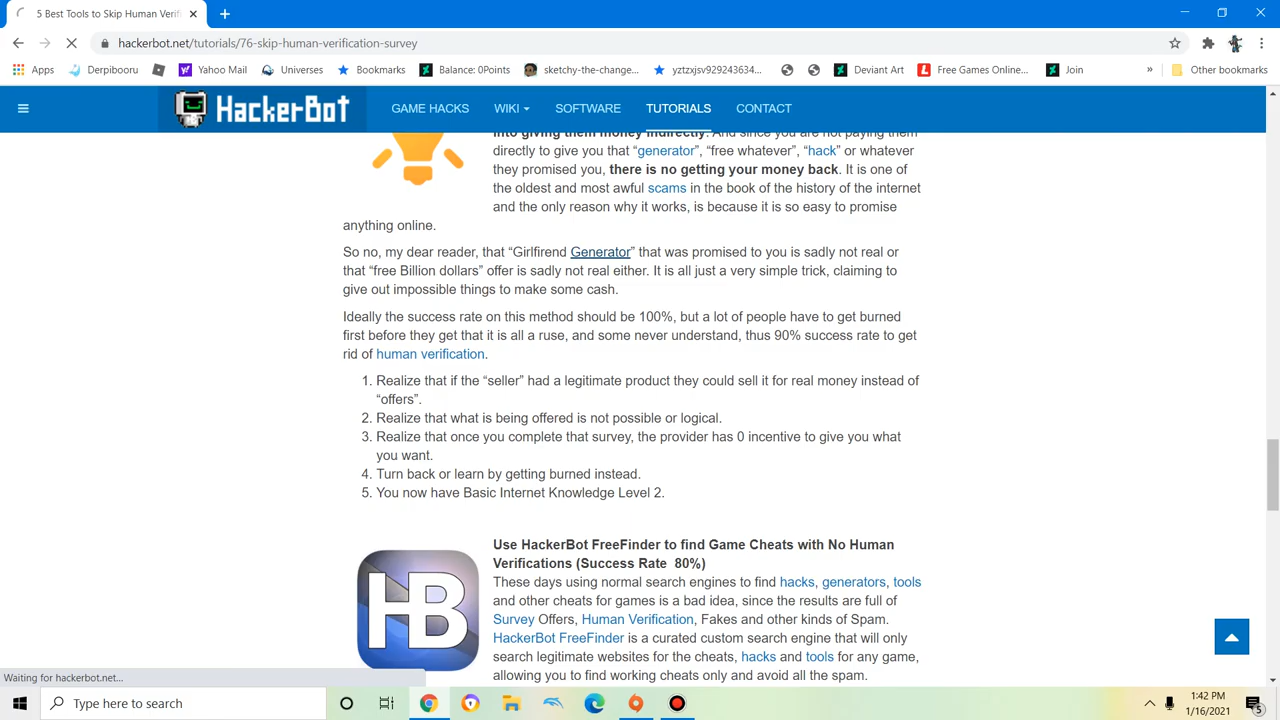 5 Best Tools to Skip Human Verif
hackerbot.net/tutorials/76-skip-human-verification-survey
Apps Derpibooru Yahoo Mail Universes Bookmarks Balance: 0Points sketchy-the-change... yztzxjsv929243634... Deviant Art Free Games Onlin​e... Join » Other bookmarks
HackerBot GAME HACKS WIKI SOFTWARE TUTORIALS CONTACT
into giving them money indirectly. And since you are not paying them
directly to give you that “generator”, “free whatever”, “hack” or whatever
they promised you, there is no getting your money back. It is one of
the oldest and most awful scams in the book of the history of the internet
and the only reason why it works, is because it is so easy to promise
anything online.
So no, my dear reader, that “Girlfirend Generator” that was promised to you is sadly not real or
that “free Billion dollars” offer is sadly not real either. It is all just a very simple trick, claiming to
give out impossible things to make some cash.
Ideally the success rate on this method should be 100%, but a lot of people have to get burned
first before they get that it is all a ruse, and some never understand, thus 90% success rate to get
rid of human verification.
1. Realize that if the “seller” had a legitimate product they could sell it for real money instead of
“offers”.
2. Realize that what is being offered is not possible or logical.
3. Realize that once you complete that survey, the provider has 0 incentive to give you what
you want.
4. Turn back or learn by getting burned instead.
5. You now have Basic Internet Knowledge Level 2.
Use HackerBot FreeFinder to find Game Cheats with No Human
Verifications (Success Rate 80%)
These days using normal search engines to find hacks, generators, tools
and other cheats for games is a bad idea, since the results are full of
Survey Offers, Human Verification, Fakes and other kinds of Spam.
HackerBot FreeFinder is a curated custom search engine that will only
search legitimate websites for the cheats, hacks and tools for any game,
allowing you to find working cheats only and avoid all the spam.
HB
Waiting for hackerbot.net...
Type here to search
1:42 PM
1/16/2021
5